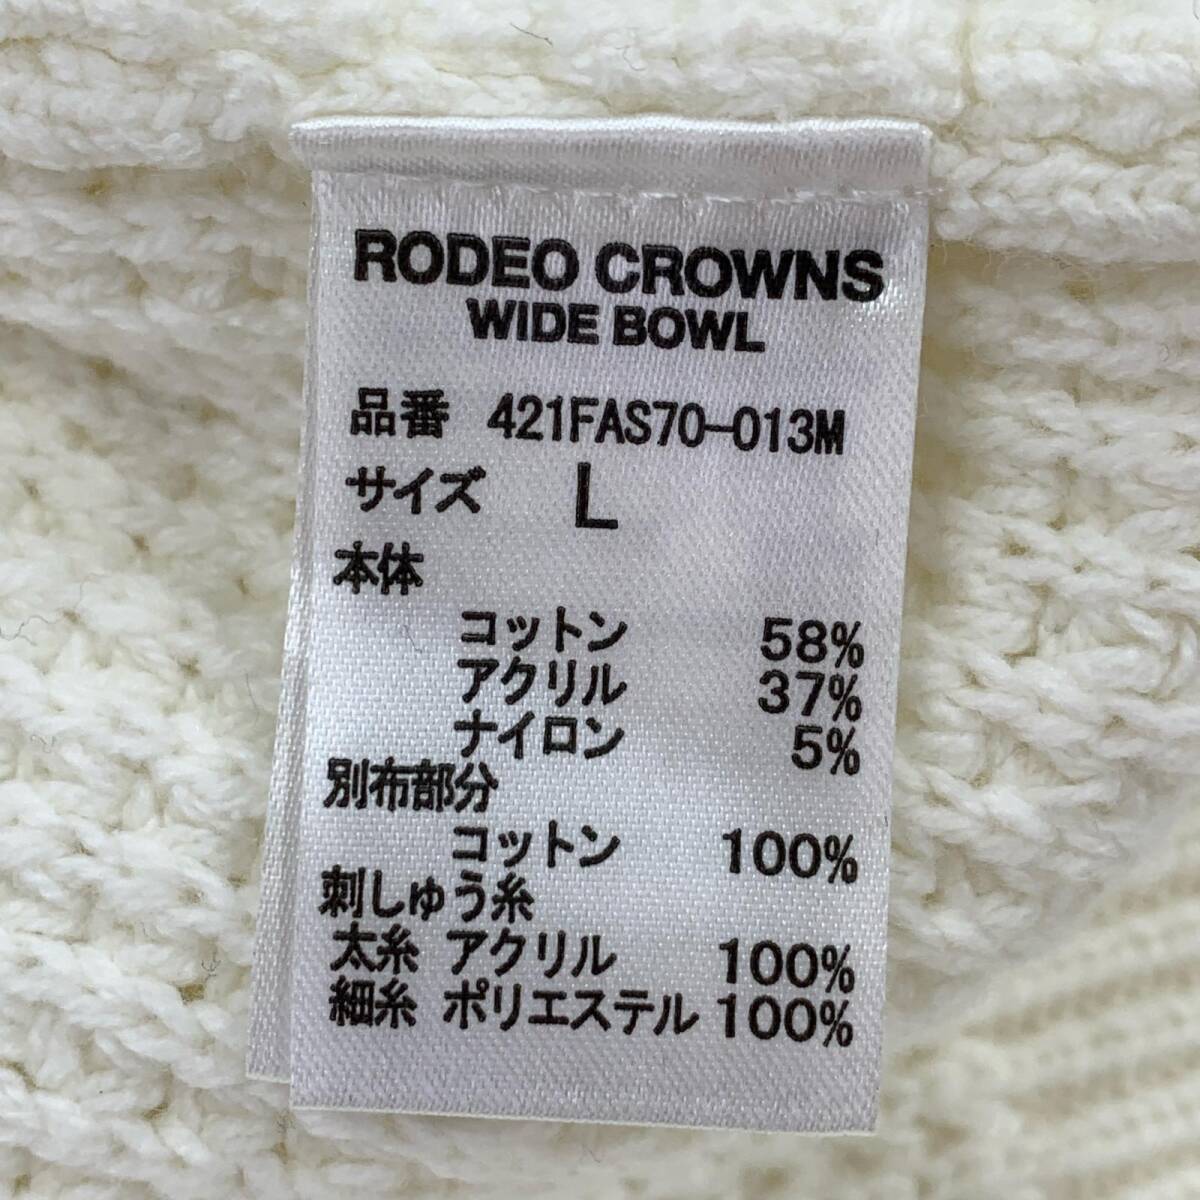 RODEO CROWNS
WIDE BOWL
品番 421FAS70-013M
サイズ L
本体
コットン 58%
アクリル 37%
ナイロン 5%
別布部分
コットン 100%
刺しゅう糸
太糸 アクリル 100%
細糸 ポリエステル 100%